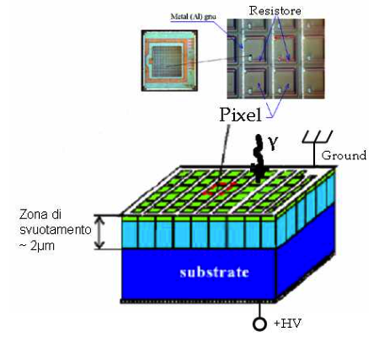 Resistore
Metal (Al) grid
Pixel
γ
Ground
Zona di
svuotamento
~ 2μm
substrate
+HV